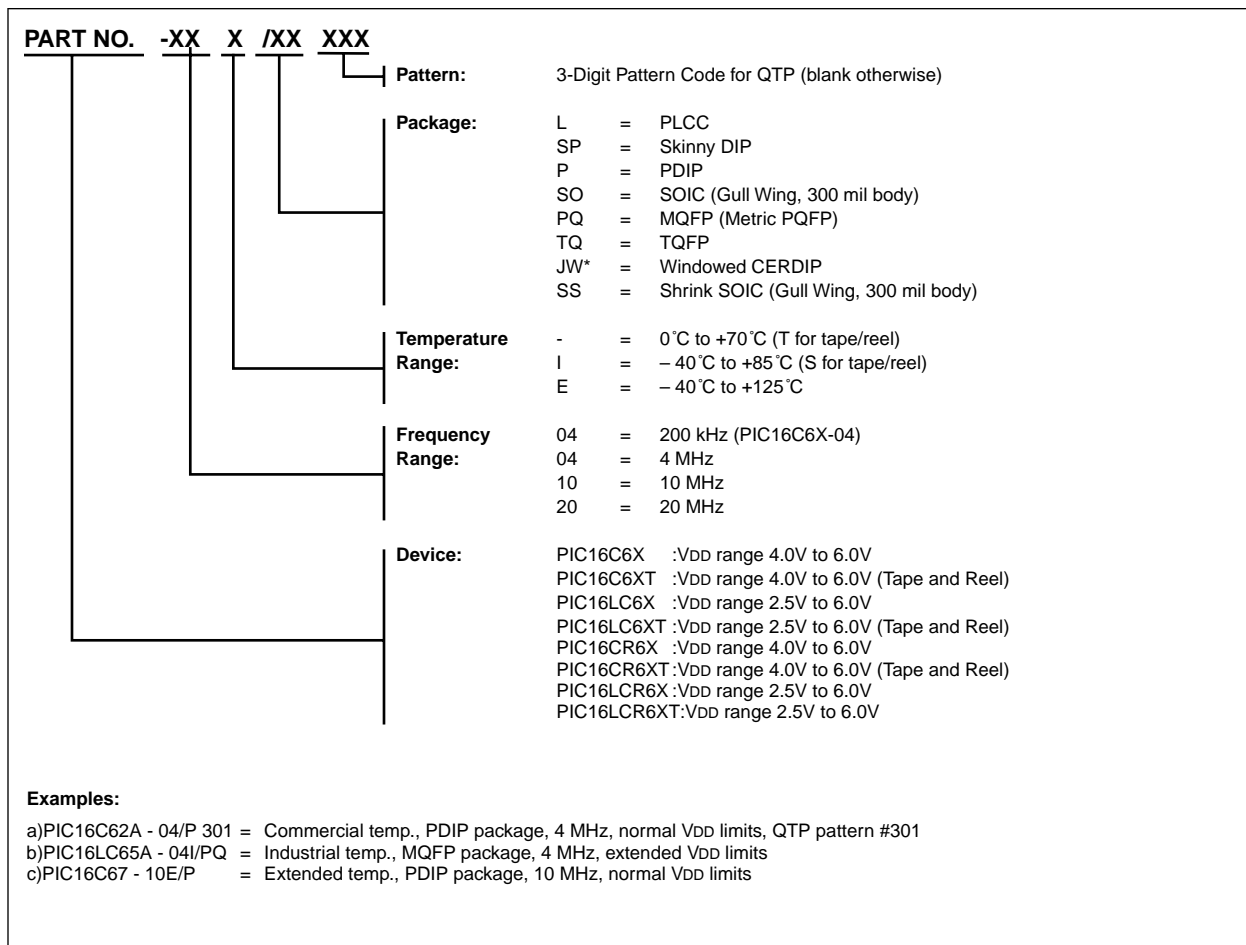 PART NO. -XX X /XX XXX
Pattern: 3-Digit Pattern Code for QTP (blank otherwise)
Package: L = PLCC
SP = Skinny DIP
P = PDIP
SO = SOIC (Gull Wing, 300 mil body)
PQ = MQFP (Metric PQFP)
TQ = TQFP
JW* = Windowed CERDIP
SS = Shrink SOIC (Gull Wing, 300 mil body)
Temperature - = 0˚C to +70˚C (T for tape/reel)
Range: I = – 40˚C to +85˚C (S for tape/reel)
E = – 40˚C to +125˚C
Frequency 04 = 200 kHz (PIC16C6X-04)
Range: 04 = 4 MHz
10 = 10 MHz
20 = 20 MHz
Device: PIC16C6X :VDD range 4.0V to 6.0V
PIC16C6XT :VDD range 4.0V to 6.0V (Tape and Reel)
PIC16LC6X :VDD range 2.5V to 6.0V
PIC16LC6XT :VDD range 2.5V to 6.0V (Tape and Reel)
PIC16CR6X :VDD range 4.0V to 6.0V
PIC16CR6XT :VDD range 4.0V to 6.0V (Tape and Reel)
PIC16LCR6X :VDD range 2.5V to 6.0V
PIC16LCR6XT:VDD range 2.5V to 6.0V
Examples:
a)PIC16C62A - 04/P 301 = Commercial temp., PDIP package, 4 MHz, normal VDD limits, QTP pattern #301
b)PIC16LC65A - 04I/PQ = Industrial temp., MQFP package, 4 MHz, extended VDD limits
c)PIC16C67 - 10E/P = Extended temp., PDIP package, 10 MHz, normal VDD limits